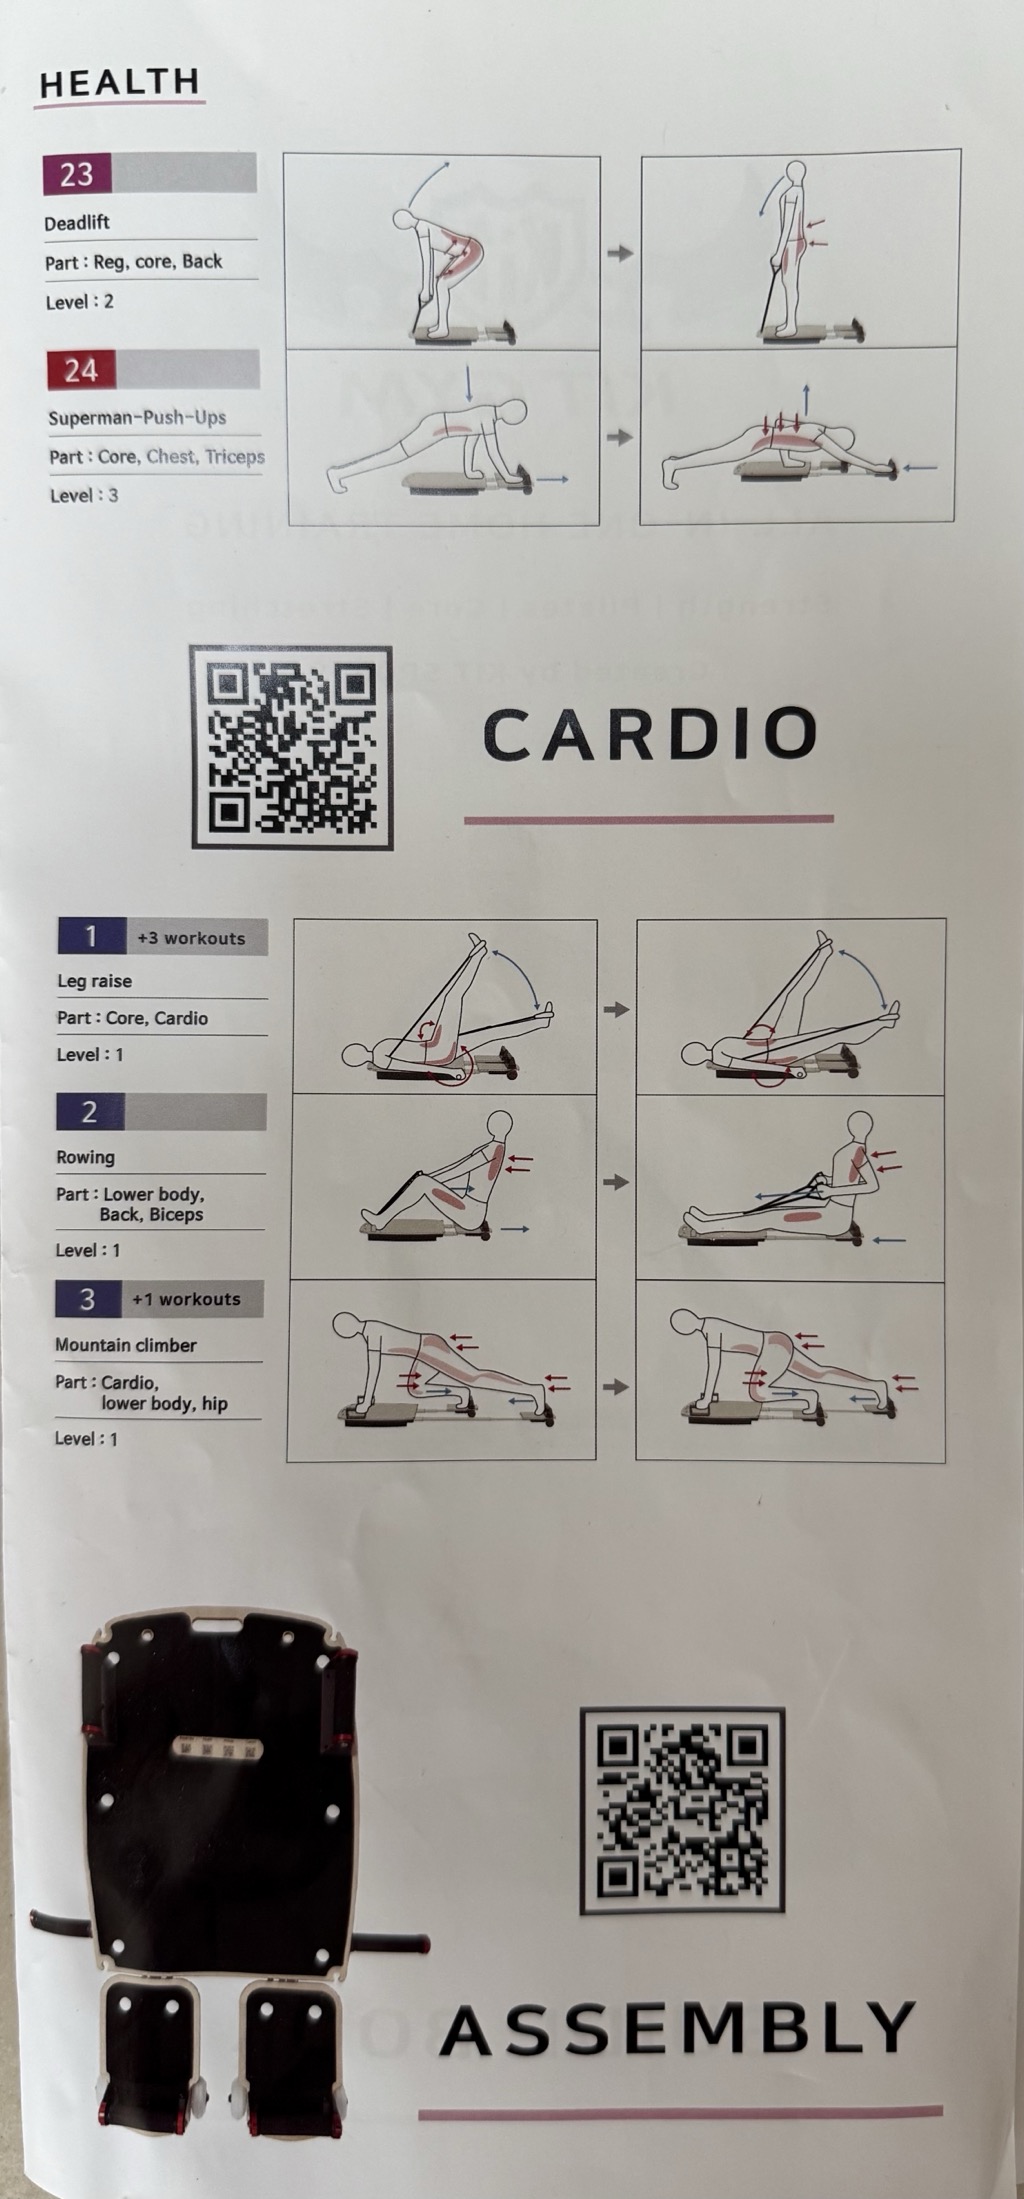 HEALTH
23
Deadlift
Part : Reg, core, Back
Level : 2
24
Superman-Push-Ups
Part : Core, Chest, Triceps
Level : 3
CARDIO
1 +3 workouts
Leg raise
Part : Core, Cardio
Level : 1
2
Rowing
Part : Lower body,
Back, Biceps
Level : 1
3 +1 workouts
Mountain climber
Part : Cardio,
lower body, hip
Level : 1
ASSEMBLY